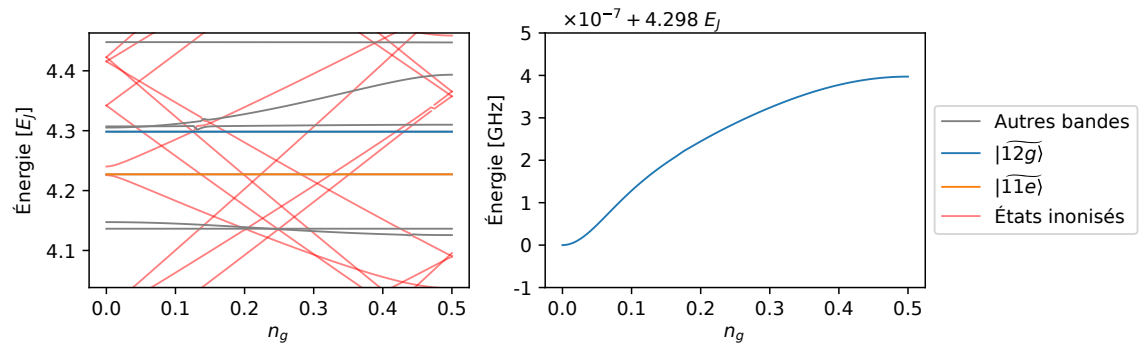 ×10⁻⁷ + 4.298 E_J
Énergie [E_J]
4.4
4.3
4.2
4.1
0.0 0.1 0.2 0.3 0.4 0.5
n_g
Énergie [GHz]
5
4
3
2
1
0
-1
0.0 0.1 0.2 0.3 0.4 0.5
n_g
Autres bandes
|\widetilde{12g}⟩
|\widetilde{11e}⟩
États inonisés